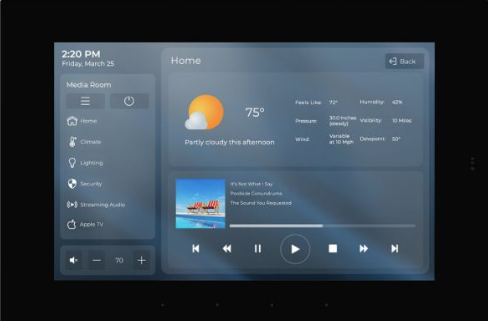 2:20 PM
Friday, March 25
Media Room
Home
Climate
Lighting
Security
Streaming Audio
Apple TV
70
Home
Back
75°
Partly cloudy this afternoon
Feels Like: 72°
Humidity: 42%
Pressure: 30.0 Inches
(steady)
Visibility: 10 Miles
Wind: Variable
at 10 Mph
Dewpoint: 50°
It's Not What I Say
Poolside Conundrums
The Sound You Requested